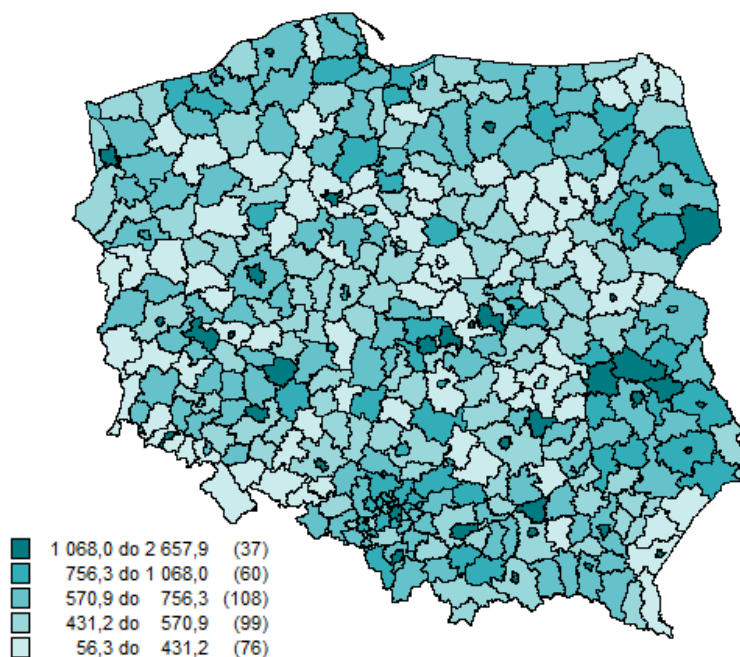 1 068,0 do 2 657,9 (37)
756,3 do 1 068,0 (60)
570,9 do 756,3 (108)
431,2 do 570,9 (99)
56,3 do 431,2 (76)